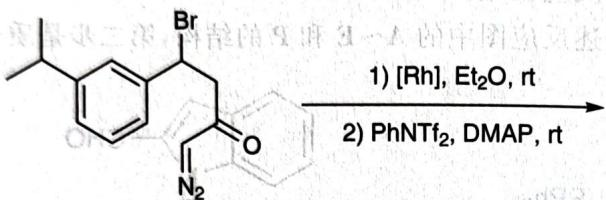 Br
1) [Rh], Et₂O, rt
2) PhNTf₂, DMAP, rt
O
N₂